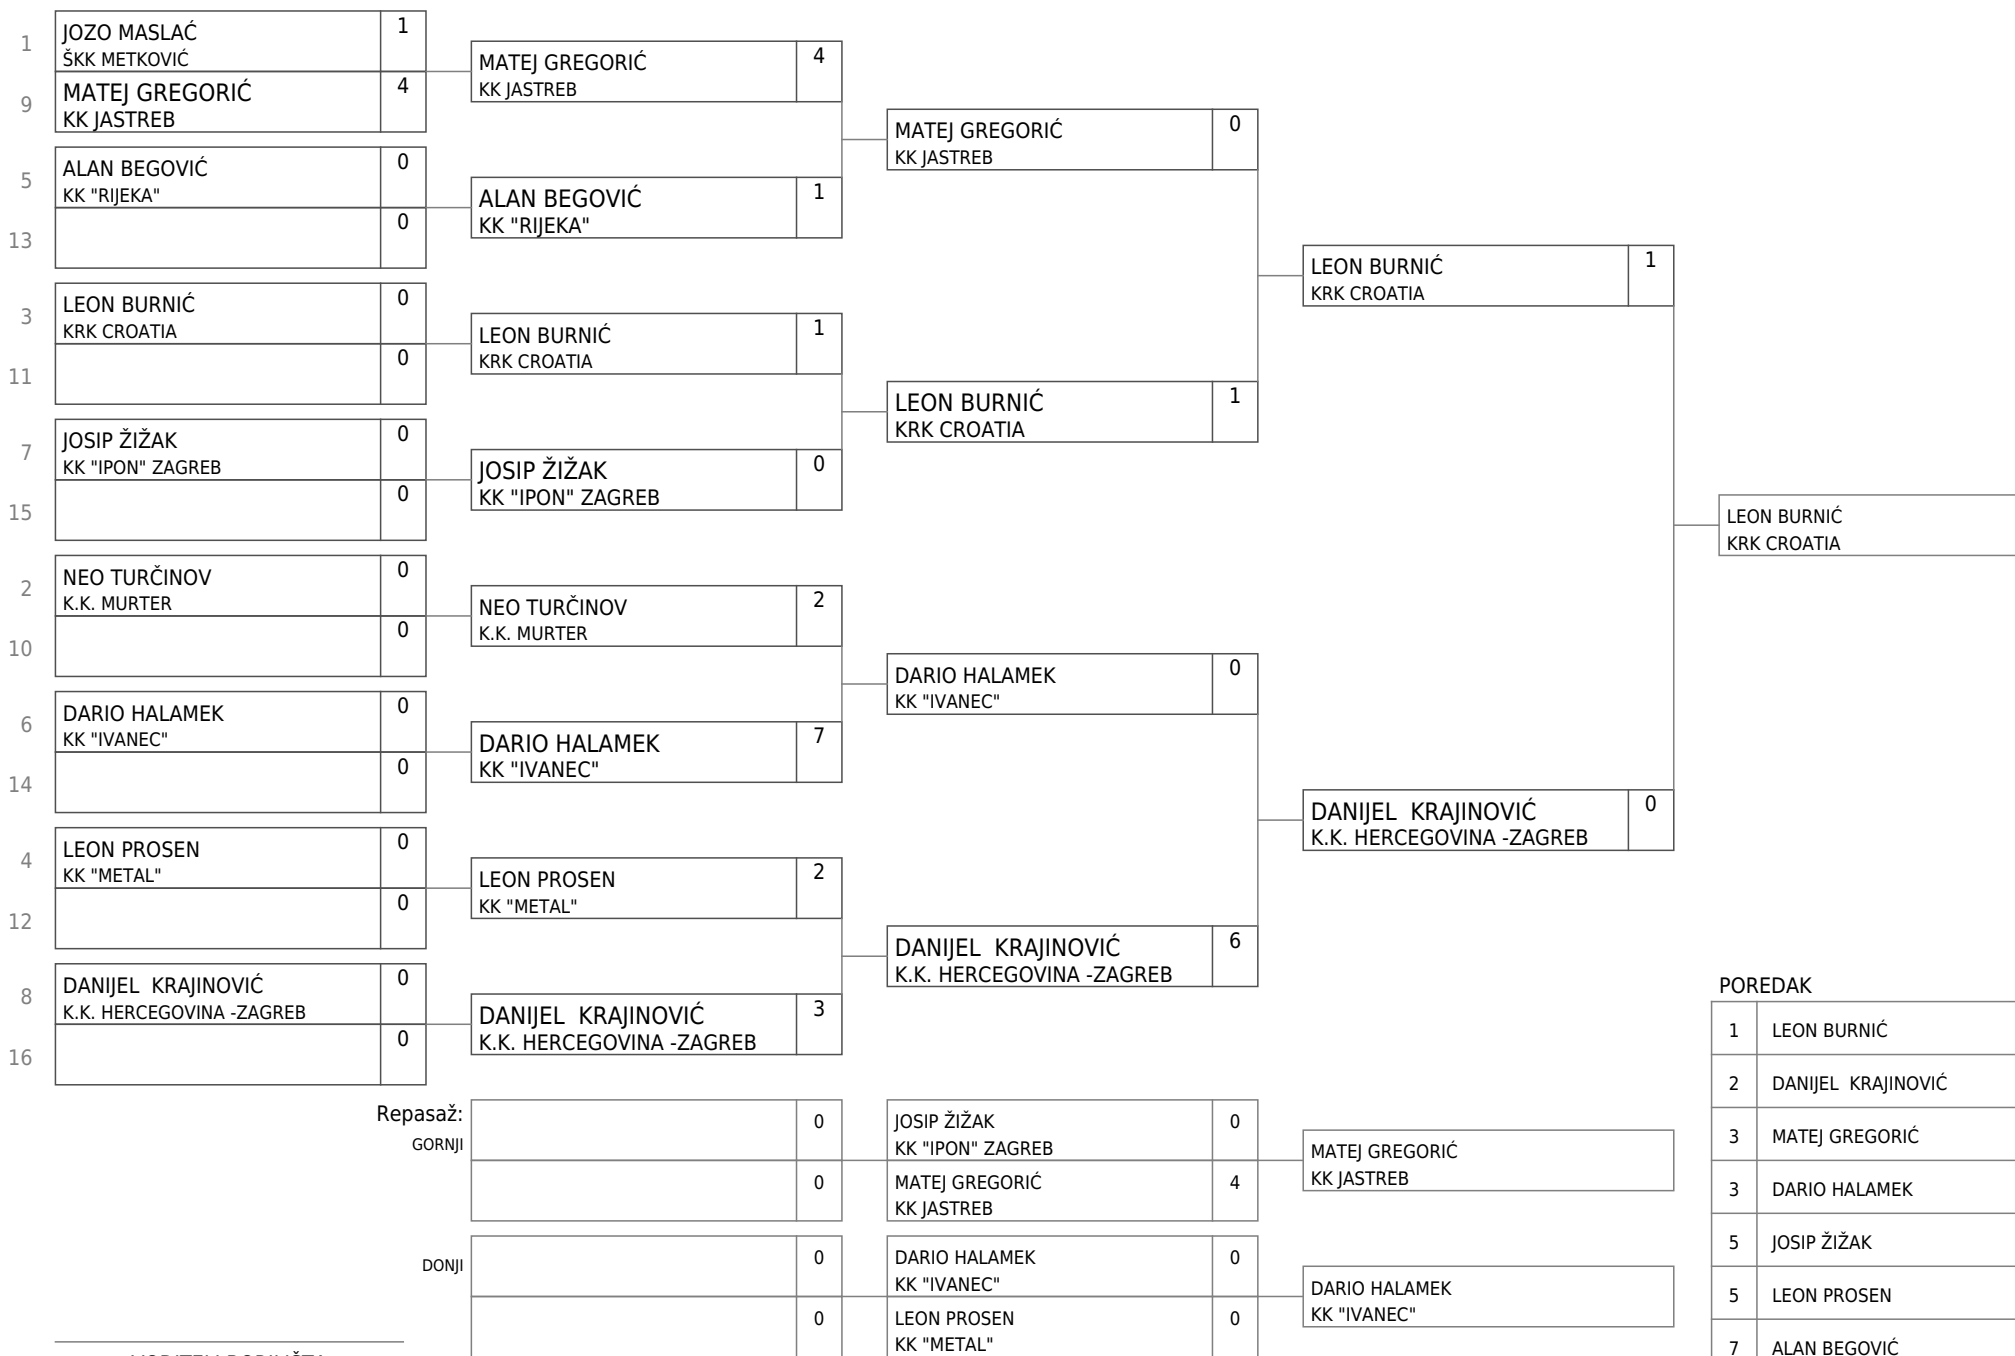 1
JOZO MASLAĆ
ŠKK METKOVIĆ
1
9
MATEJ GREGORIĆ
KK JASTREB
4
5
ALAN BEGOVIĆ
KK "RIJEKA"
0
13
0
3
LEON BURNIĆ
KRK CROATIA
0
11
0
7
JOSIP ŽIŽAK
KK "IPON" ZAGREB
0
15
0
2
NEO TURČINOV
K.K. MURTER
0
10
0
6
DARIO HALAMEK
KK "IVANEC"
0
14
0
4
LEON PROSEN
KK "METAL"
0
12
0
8
DANIJEL  KRAJINOVIĆ
K.K. HERCEGOVINA -ZAGREB
0
16
0
MATEJ GREGORIĆ
KK JASTREB
4
ALAN BEGOVIĆ
KK "RIJEKA"
1
LEON BURNIĆ
KRK CROATIA
1
JOSIP ŽIŽAK
KK "IPON" ZAGREB
0
NEO TURČINOV
K.K. MURTER
2
DARIO HALAMEK
KK "IVANEC"
7
LEON PROSEN
KK "METAL"
2
DANIJEL  KRAJINOVIĆ
K.K. HERCEGOVINA -ZAGREB
3
MATEJ GREGORIĆ
KK JASTREB
0
LEON BURNIĆ
KRK CROATIA
1
DARIO HALAMEK
KK "IVANEC"
0
DANIJEL  KRAJINOVIĆ
K.K. HERCEGOVINA -ZAGREB
6
LEON BURNIĆ
KRK CROATIA
1
DANIJEL  KRAJINOVIĆ
K.K. HERCEGOVINA -ZAGREB
0
LEON BURNIĆ
KRK CROATIA
Repasaž:
GORNJI
0
0
JOSIP ŽIŽAK
KK "IPON" ZAGREB
0
MATEJ GREGORIĆ
KK JASTREB
4
MATEJ GREGORIĆ
KK JASTREB
DONJI
0
0
DARIO HALAMEK
KK "IVANEC"
0
LEON PROSEN
KK "METAL"
0
DARIO HALAMEK
KK "IVANEC"
POREDAK
1 LEON BURNIĆ
2 DANIJEL  KRAJINOVIĆ
3 MATEJ GREGORIĆ
3 DARIO HALAMEK
5 JOSIP ŽIŽAK
5 LEON PROSEN
7 ALAN BEGOVIĆ